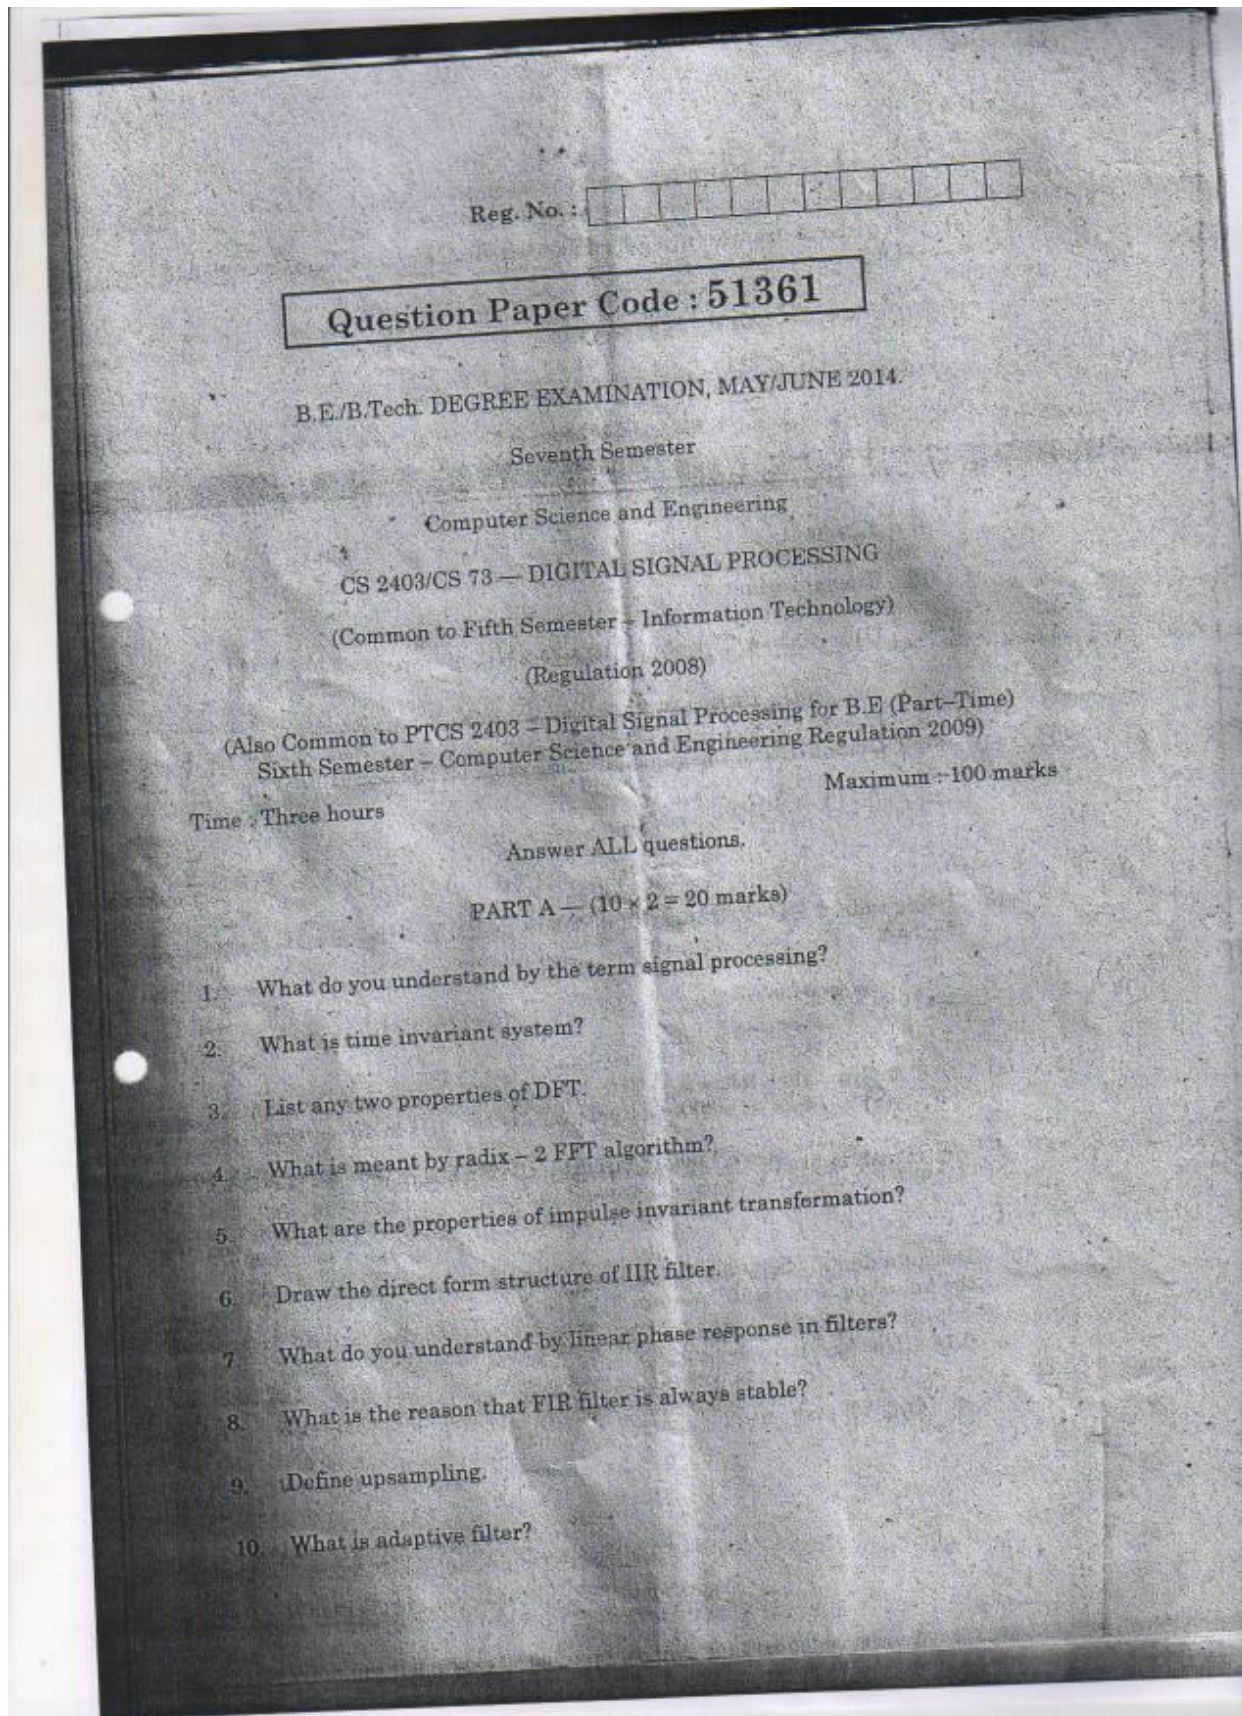 Reg. No. :
Question Paper Code : 51361
B.E./B.Tech. DEGREE EXAMINATION, MAY/JUNE 2014.
Seventh Semester
Computer Science and Engineering
CS 2403/CS 73 — DIGITAL SIGNAL PROCESSING
(Common to Fifth Semester – Information Technology)
(Regulation 2008)
(Also Common to PTCS 2403 – Digital Signal Processing for B.E (Part–Time)
Sixth Semester – Computer Science and Engineering Regulation 2009)
Time : Three hours Maximum : 100 marks
Answer ALL questions.
PART A — (10 × 2 = 20 marks)
1. What do you understand by the term signal processing?
2. What is time invariant system?
3. List any two properties of DFT.
4. What is meant by radix – 2 FFT algorithm?
5. What are the properties of impulse invariant transformation?
6. Draw the direct form structure of IIR filter.
7. What do you understand by linear phase response in filters?
8. What is the reason that FIR filter is always stable?
9. Define upsampling.
10. What is adaptive filter?